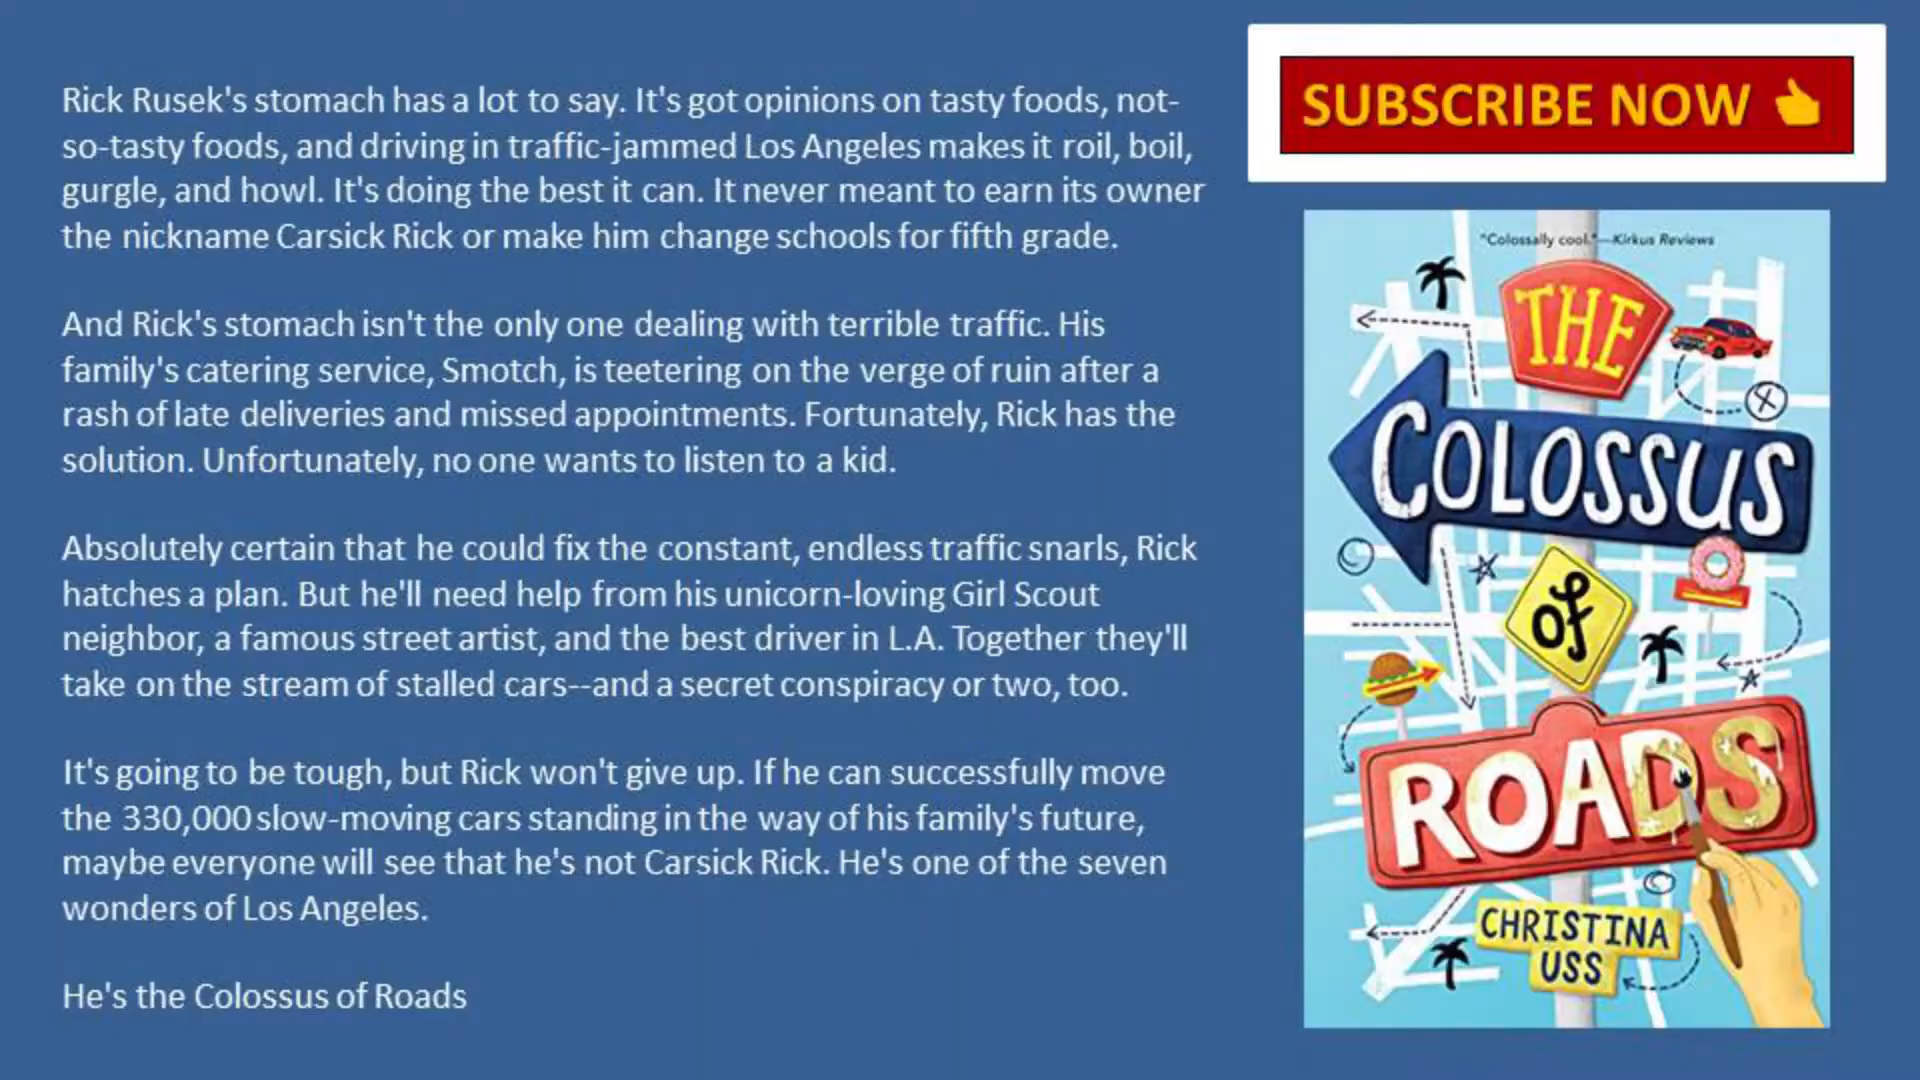 Rick Rusek's stomach has a lot to say. It's got opinions on tasty foods, not-
so-tasty foods, and driving in traffic-jammed Los Angeles makes it roil, boil,
gurgle, and howl. It's doing the best it can. It never meant to earn its owner
the nickname Carsick Rick or make him change schools for fifth grade.
And Rick's stomach isn't the only one dealing with terrible traffic. His
family's catering service, Smotch, is teetering on the verge of ruin after a
rash of late deliveries and missed appointments. Fortunately, Rick has the
solution. Unfortunately, no one wants to listen to a kid.
Absolutely certain that he could fix the constant, endless traffic snarls, Rick
hatches a plan. But he'll need help from his unicorn-loving Girl Scout
neighbor, a famous street artist, and the best driver in L.A. Together they'll
take on the stream of stalled cars--and a secret conspiracy or two, too.
It's going to be tough, but Rick won't give up. If he can successfully move
the 330,000 slow-moving cars standing in the way of his family's future,
maybe everyone will see that he's not Carsick Rick. He's one of the seven
wonders of Los Angeles.
He's the Colossus of Roads
SUBSCRIBE NOW
"Colossally cool."—Kirkus Reviews
THE
COLOSSUS
of
ROADS
CHRISTINA
USS